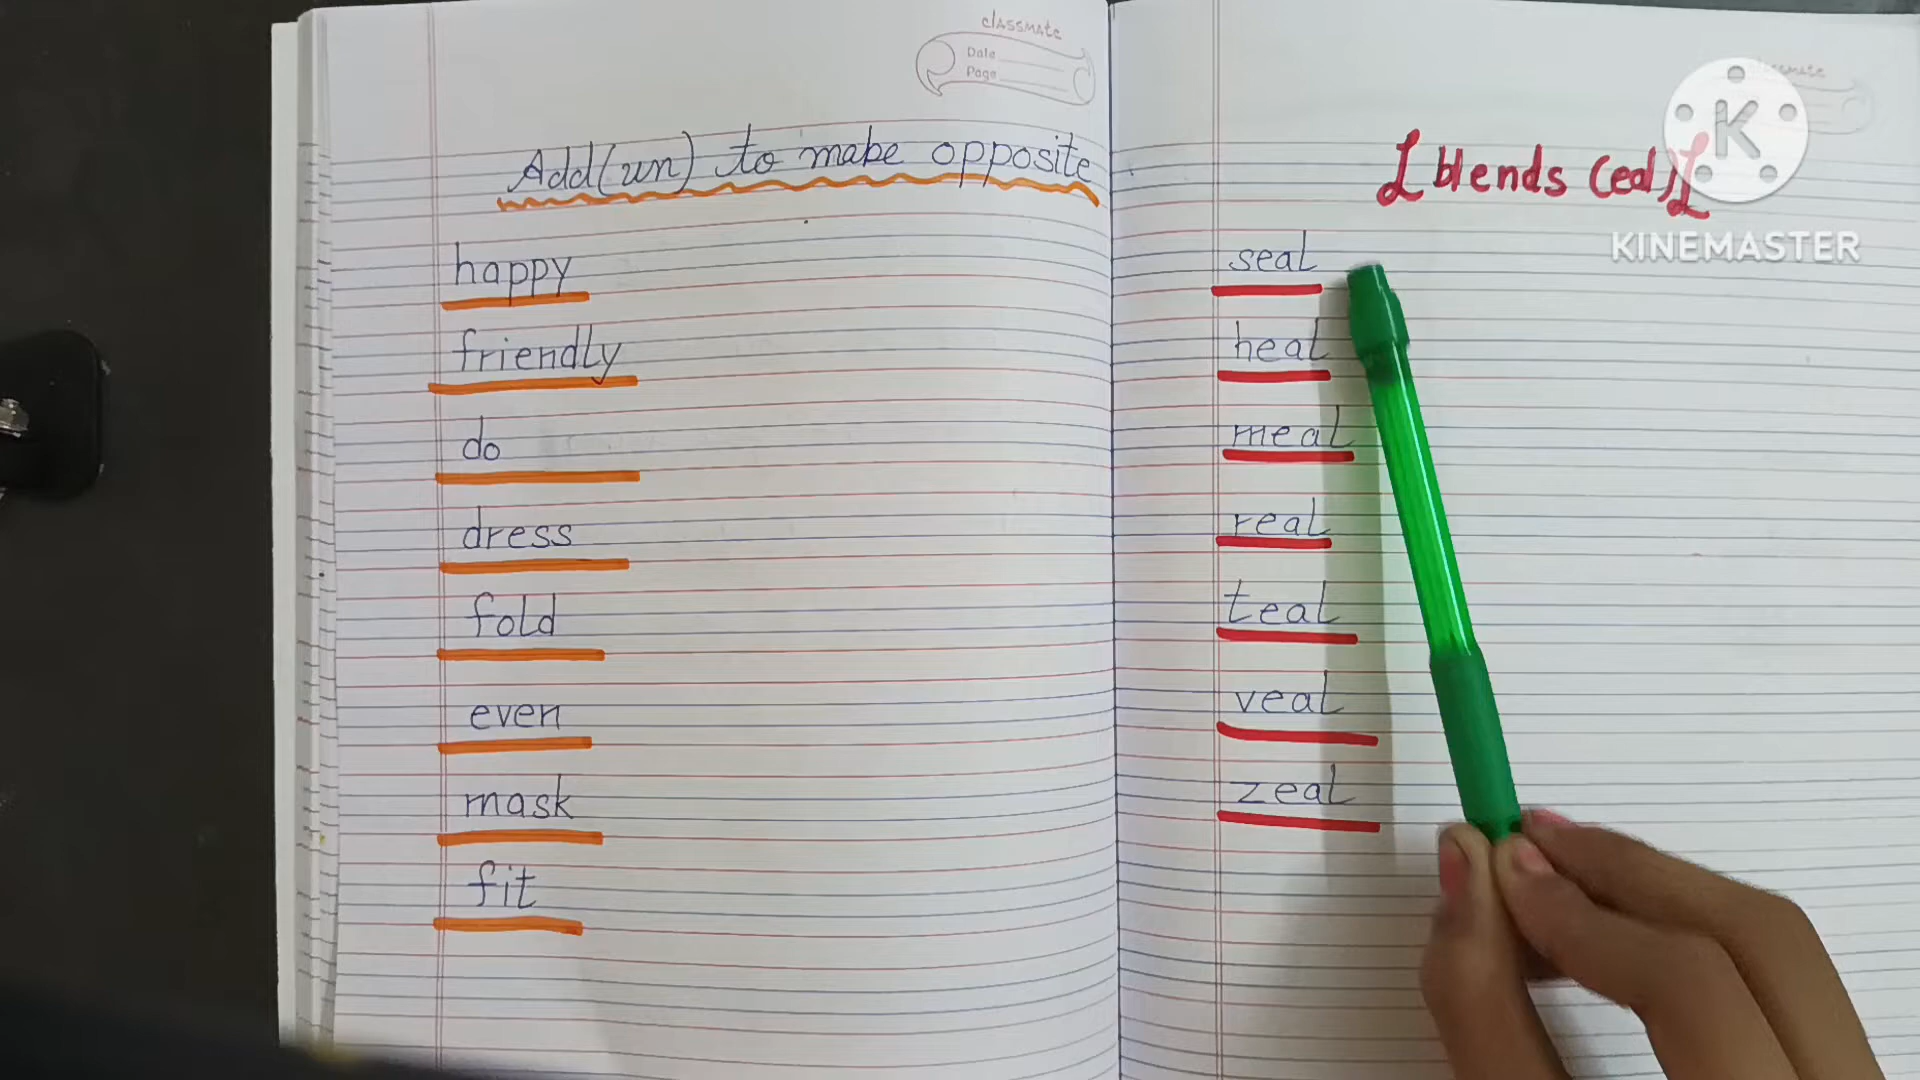 classmate
Date
Page
Add (un) to make opposite
happy
friendly
do
dress
fold
even
mask
fit
classmate
L blends (eal)
seal
heal
meal
real
teal
veal
zeal
K
KINEMASTER